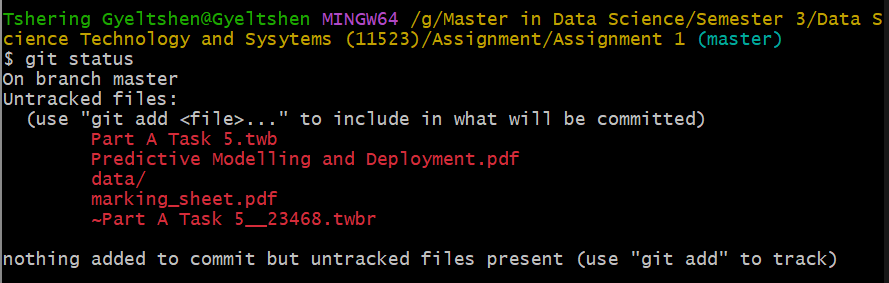 Tshering Gyeltshen@Gyeltshen MINGW64 /g/Master in Data Science/Semester 3/Data S
cience Technology and Sysytems (11523)/Assignment/Assignment 1 (master)
$ git status
On branch master
Untracked files:
  (use "git add <file>..." to include in what will be committed)
        Part A Task 5.twb
        Predictive Modelling and Deployment.pdf
        data/
        marking_sheet.pdf
        ~Part A Task 5__23468.twbr

nothing added to commit but untracked files present (use "git add" to track)